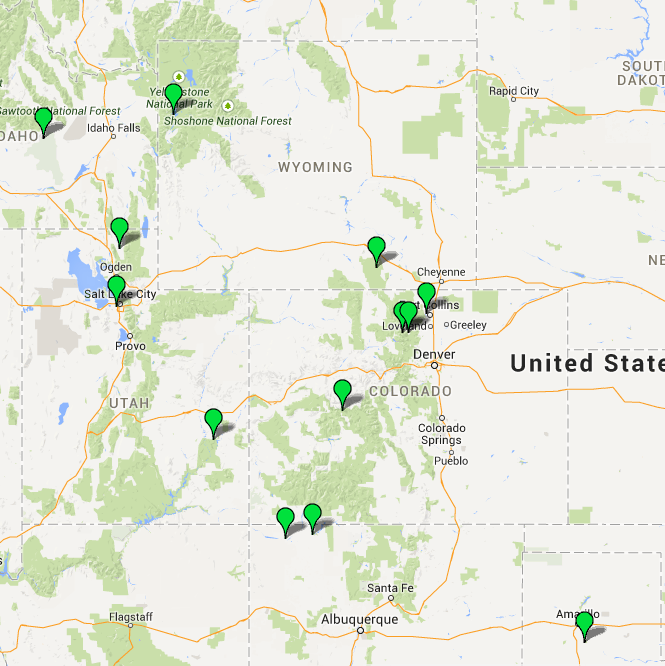 SOUTH
DAKOTA
Yellowstone
National Park
Rapid City
Sawtooth National Forest
Shoshone National Forest
IDAHO
Idaho Falls
WYOMING
NE
Ogden
Cheyenne
Salt Lake City
Fort Collins
Loveland
Greeley
Provo
Denver
United State
COLORADO
UTAH
Colorado
Springs
Pueblo
Santa Fe
Flagstaff
Albuquerque
Amarillo